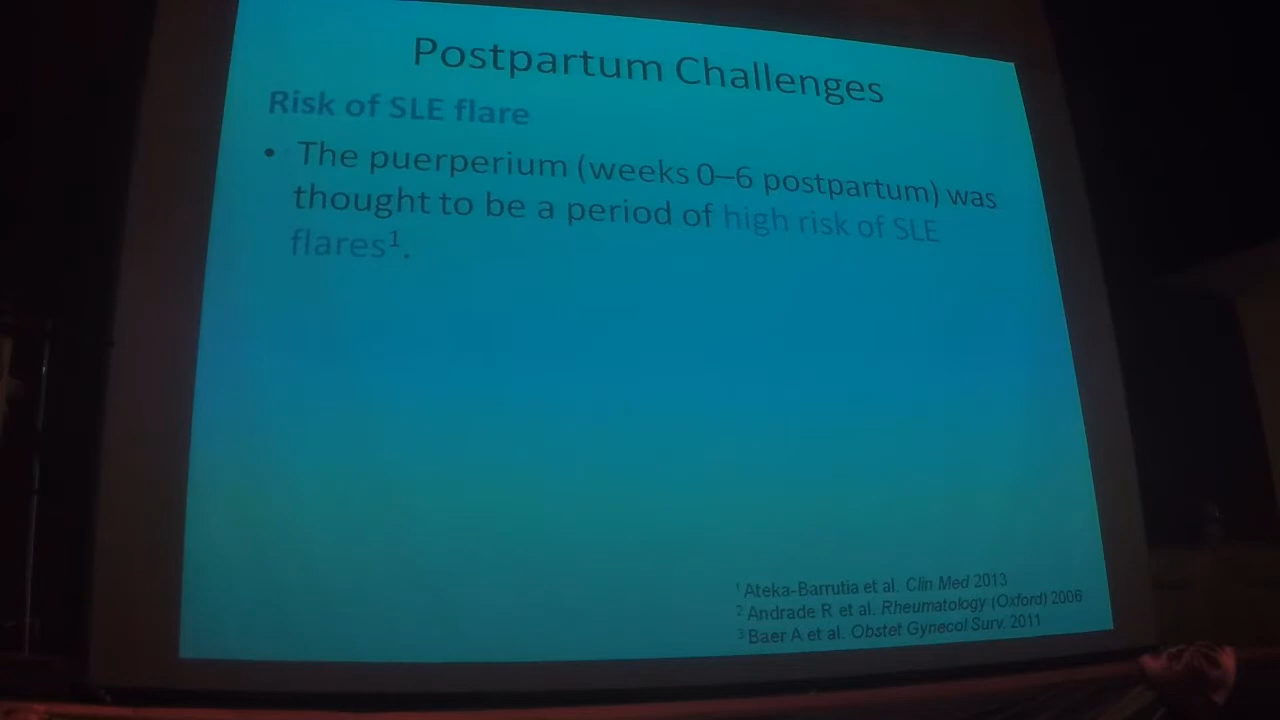 Postpartum Challenges
Risk of SLE flare
• The puerperium (weeks 0–6 postpartum) was
thought to be a period of high risk of SLE
flares¹.
¹ Ateka-Barrutia et al. Clin Med 2013
² Andrade R et al. Rheumatology (Oxford) 2006
³ Baer A et al. Obstet Gynecol Surv. 2011